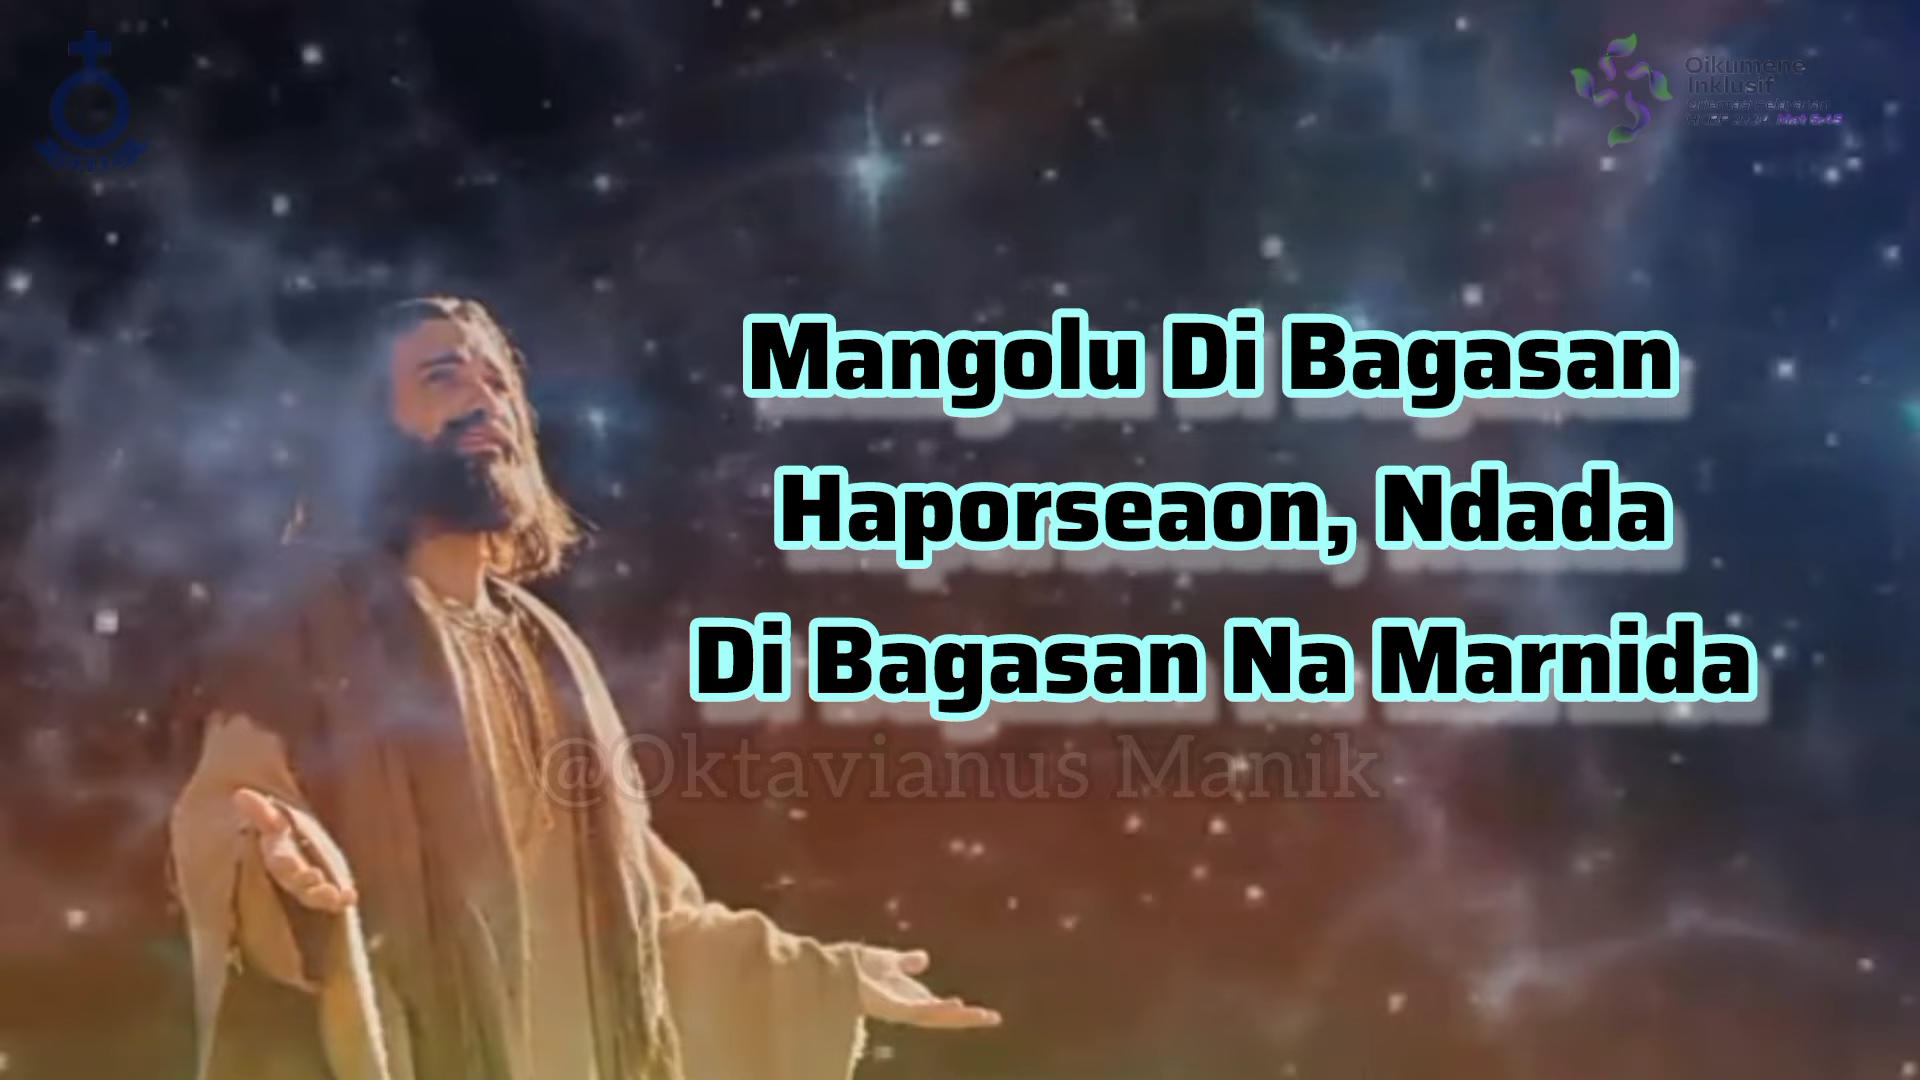 Oikumene
Inklusif
Mangolu Di Bagasan
Haporseaon, Ndada
Di Bagasan Na Marnida
@Oktavianus Manik